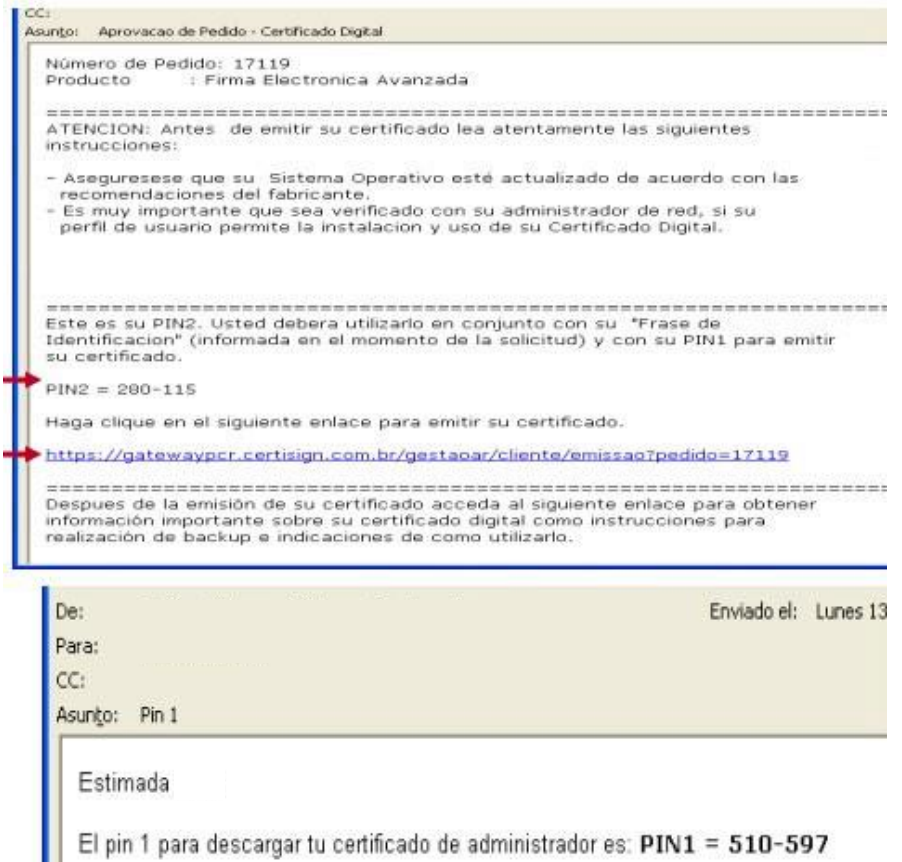 CC:
Asunto: Aprovacao de Pedido - Certificado Digital
Número de Pedido: 17119
Producto : Firma Electronica Avanzada
=================================================================
ATENCION: Antes de emitir su certificado lea atentamente las siguientes
instrucciones:
- Aseguresese que su Sistema Operativo esté actualizado de acuerdo con las
recomendaciones del fabricante.
- Es muy importante que sea verificado con su administrador de red, si su
perfil de usuario permite la instalacion y uso de su Certificado Digital.
=================================================================
Este es su PIN2. Usted debera utilizarlo en conjunto con su "Frase de
Identificacion" (informada en el momento de la solicitud) y con su PIN1 para emitir
su certificado.
PIN2 = 280-115
Haga clique en el siguiente enlace para emitir su certificado.
https://gatewaypcr.certisign.com.br/gestaoar/cliente/emissao?pedido=17119
=================================================================
Despues de la emisión de su certificado acceda al siguiente enlace para obtener
información importante sobre su certificado digital como instrucciones para
realización de backup e indicaciones de como utilizarlo.
De: Enviado el: Lunes 13
Para:
CC:
Asunto: Pin 1
Estimada
El pin 1 para descargar tu certificado de administrador es: PIN1 = 510-597